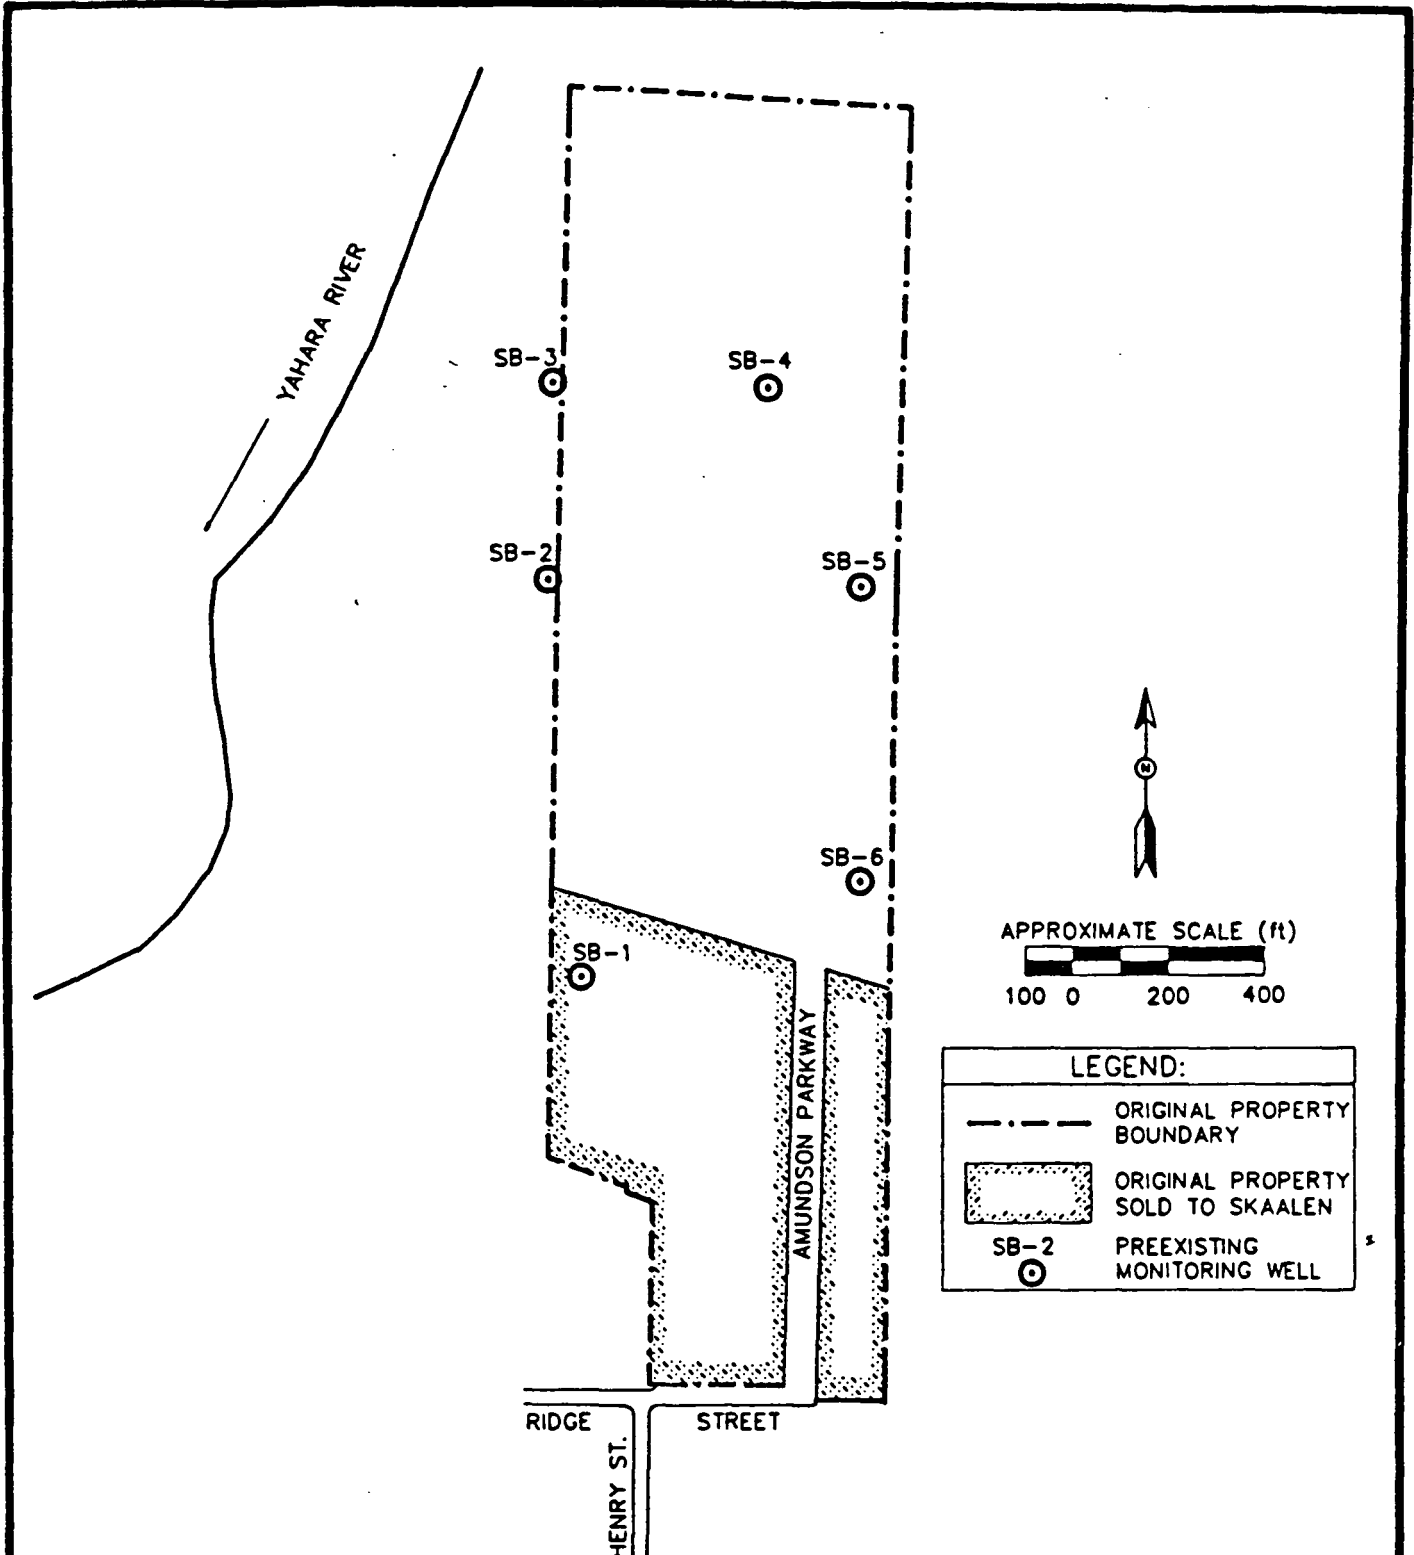 YAHARA RIVER
SB-3
SB-4
SB-2
SB-5
SB-6
SB-1
AMUNDSON PARKWAY
N
APPROXIMATE SCALE (ft)
100 0 200 400
LEGEND:
ORIGINAL PROPERTY
BOUNDARY
ORIGINAL PROPERTY
SOLD TO SKAALEN
SB-2
PREEXISTING
MONITORING WELL
RIDGE STREET
HENRY ST.